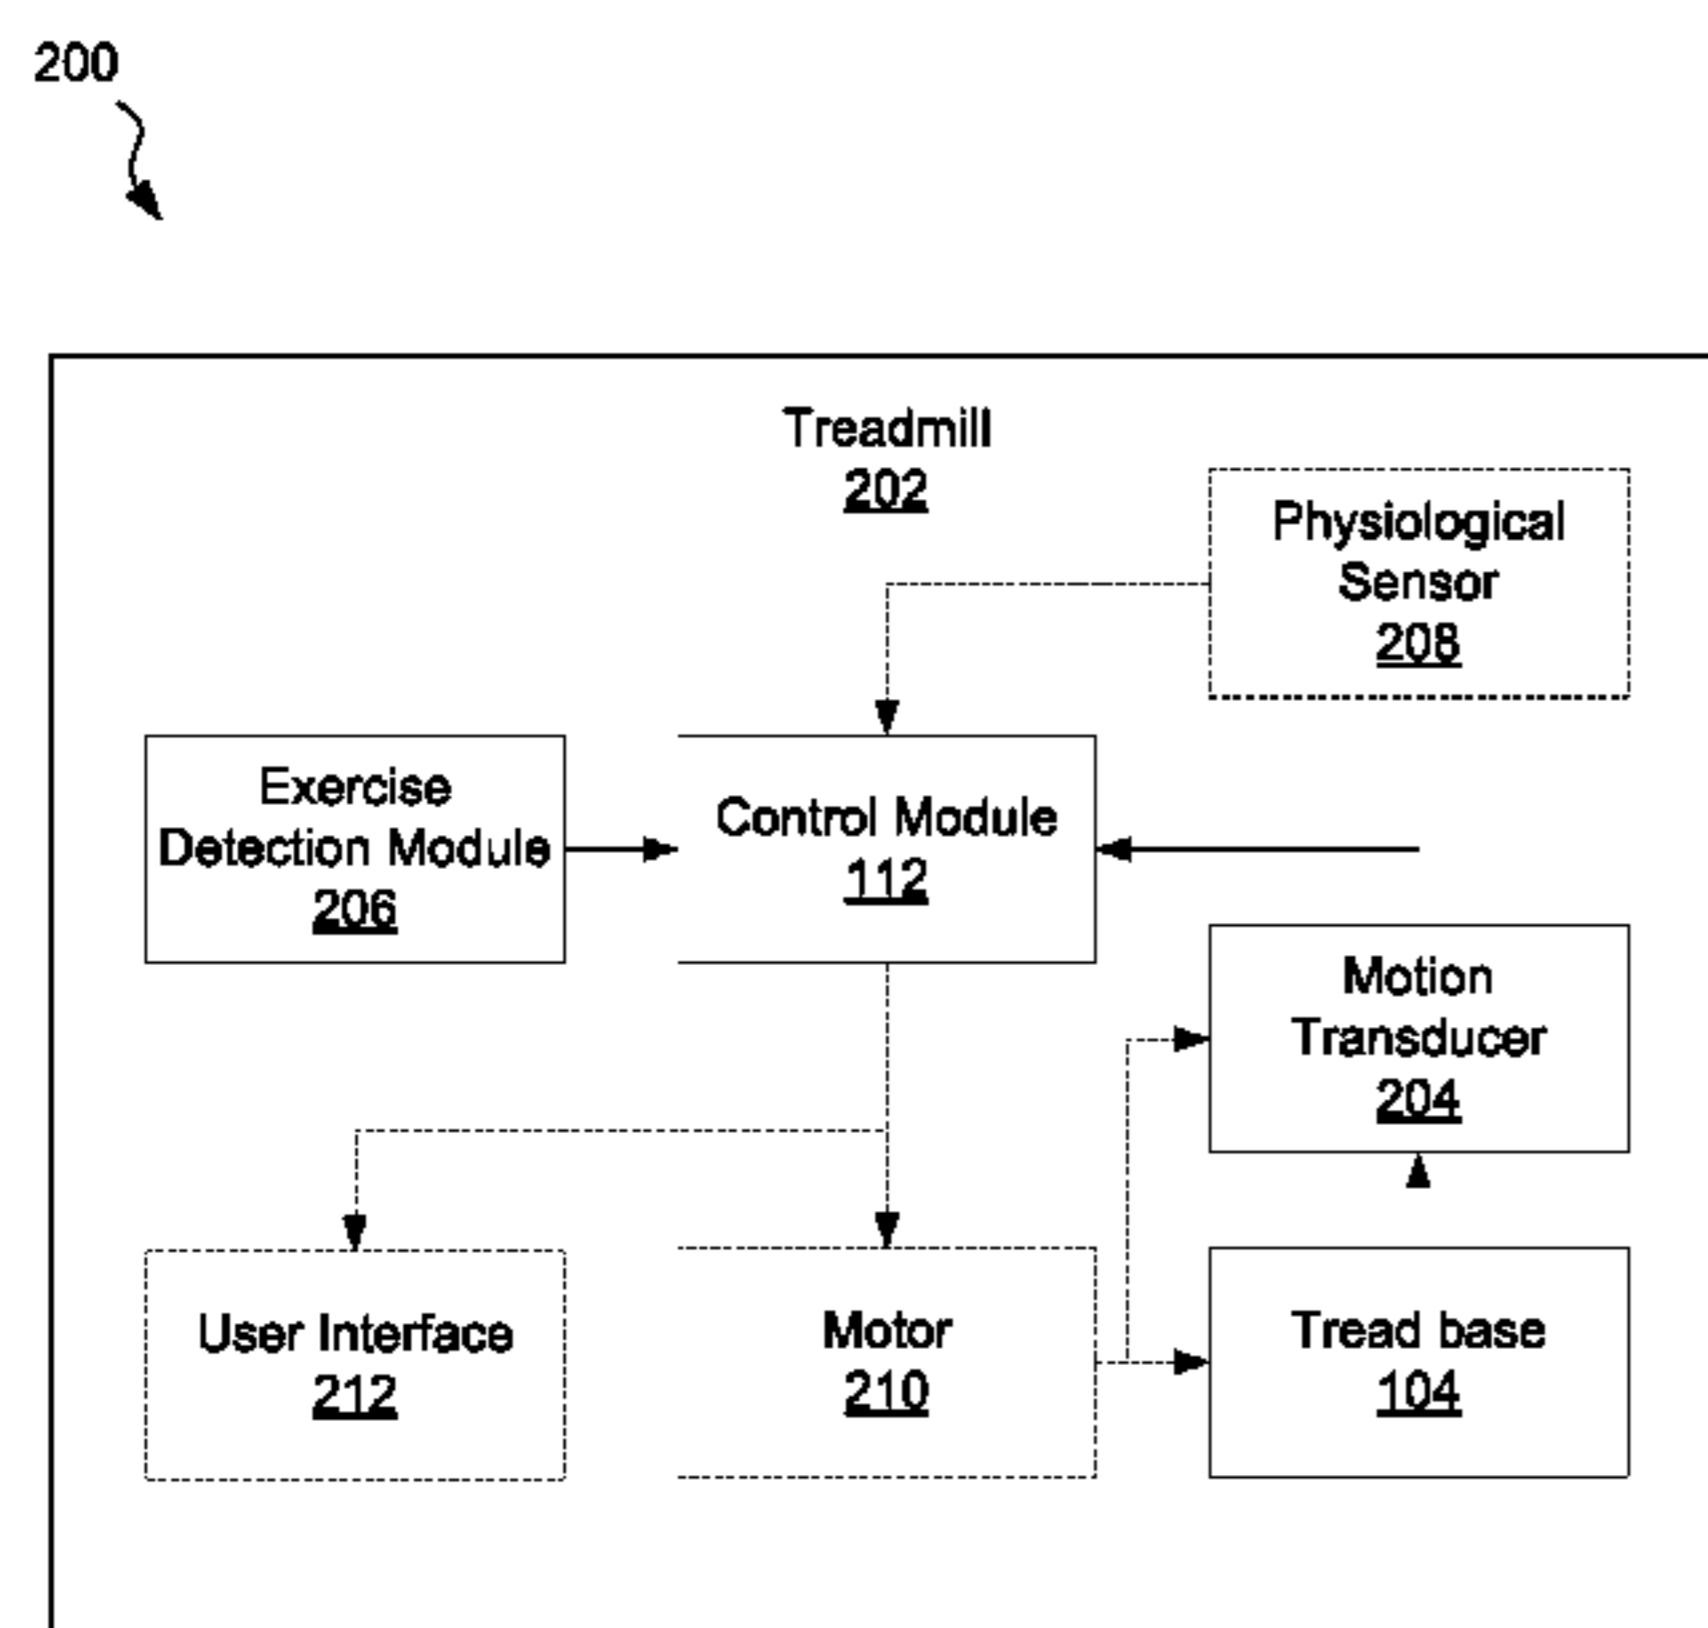 200
Treadmill
202
Physiological
Sensor
208
Exercise
Detection Module
206
Control Module
112
Motion
Transducer
204
User Interface
212
Motor
210
Tread base
104